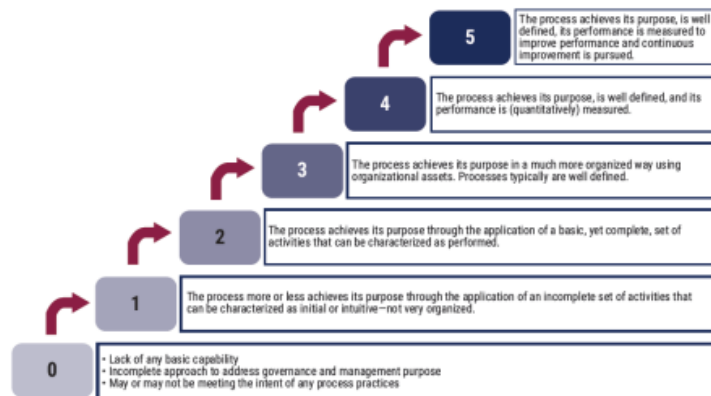 5
The process achieves its purpose, is well
defined, its performance is measured to
improve performance and continuous
improvement is pursued.
4
The process achieves its purpose, is well defined, and its
performance is (quantitatively) measured.
3
The process achieves its purpose in a much more organized way using
organizational assets. Processes typically are well defined.
2
The process achieves its purpose through the application of a basic, yet complete, set of
activities that can be characterized as performed.
1
The process more or less achieves its purpose through the application of an incomplete set of activities that
can be characterized as initial or intuitive—not very organized.
0
• Lack of any basic capability
• Incomplete approach to address governance and management purpose
• May or may not be meeting the intent of any process practices